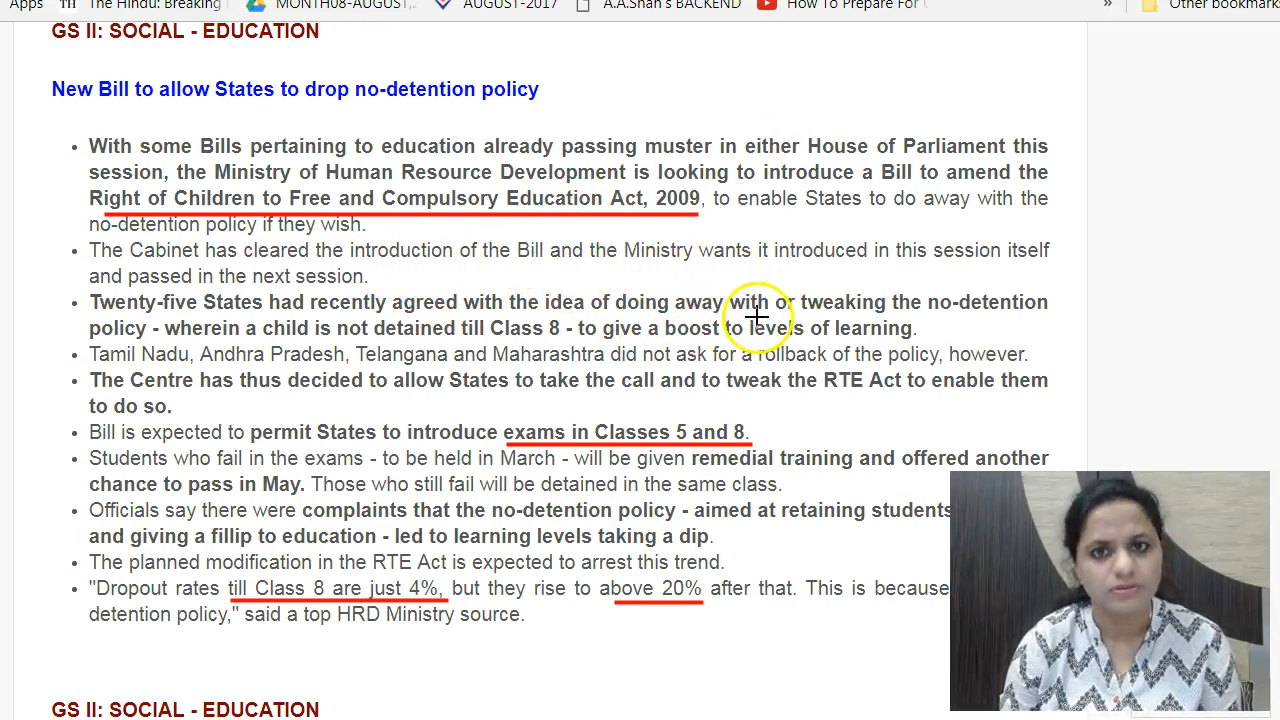 Apps The Hindu: Breaking MONTH08-AUGUST, AUGUST-2017 A.A.Shah's BACKEND How To Prepare For » Other bookmarks
GS II: SOCIAL - EDUCATION
New Bill to allow States to drop no-detention policy
• With some Bills pertaining to education already passing muster in either House of Parliament this
session, the Ministry of Human Resource Development is looking to introduce a Bill to amend the
Right of Children to Free and Compulsory Education Act, 2009, to enable States to do away with the
no-detention policy if they wish.
• The Cabinet has cleared the introduction of the Bill and the Ministry wants it introduced in this session itself
and passed in the next session.
• Twenty-five States had recently agreed with the idea of doing away with or tweaking the no-detention
policy - wherein a child is not detained till Class 8 - to give a boost to levels of learning.
• Tamil Nadu, Andhra Pradesh, Telangana and Maharashtra did not ask for a rollback of the policy, however.
• The Centre has thus decided to allow States to take the call and to tweak the RTE Act to enable them
to do so.
• Bill is expected to permit States to introduce exams in Classes 5 and 8.
• Students who fail in the exams - to be held in March - will be given remedial training and offered another
chance to pass in May. Those who still fail will be detained in the same class.
• Officials say there were complaints that the no-detention policy - aimed at retaining students
and giving a fillip to education - led to learning levels taking a dip.
• The planned modification in the RTE Act is expected to arrest this trend.
• "Dropout rates till Class 8 are just 4%, but they rise to above 20% after that. This is because
detention policy," said a top HRD Ministry source.
GS II: SOCIAL - EDUCATION